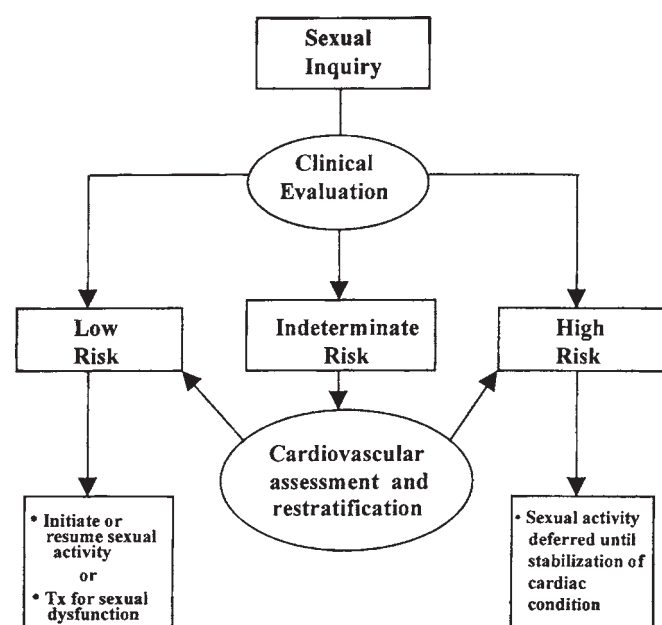 Sexual
Inquiry
Clinical
Evaluation
Low
Risk
Indeterminate
Risk
High
Risk
Cardiovascular
assessment and
restratification
• Initiate or
resume sexual
activity
or
• Tx for sexual
dysfunction
• Sexual activity
deferred until
stabilization of
cardiac
condition